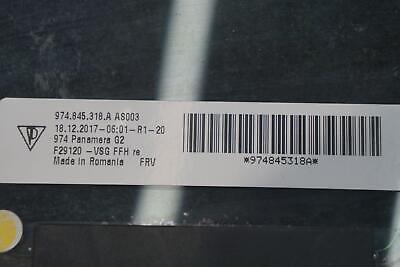 974.845.318.A AS003
18.12.2017-06:01-R1-20
974 Panamera G2
F29120 -VSG FFH re
Made in Romania FRV
*974845318A*